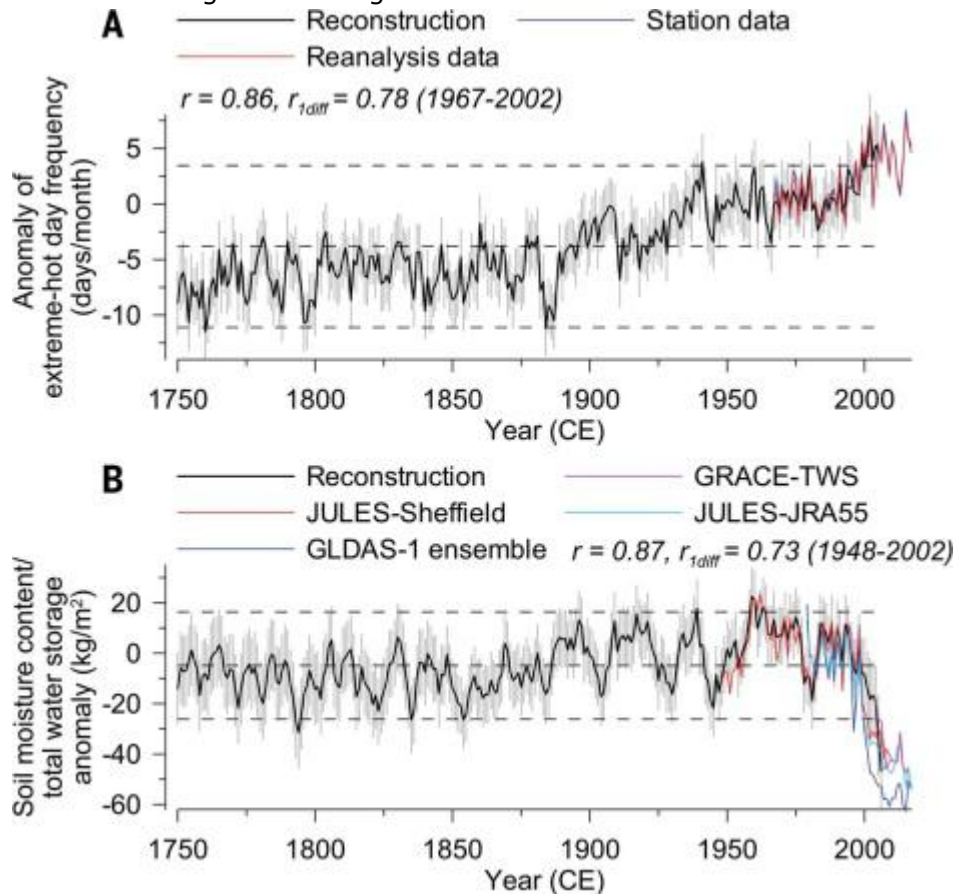 A
Reconstruction
Station data
Reanalysis data
r = 0.86, r1diff = 0.78 (1967-2002)
Anomaly of
extreme-hot day frequency
(days/month)
5
0
-5
-10
1750 1800 1850 1900 1950 2000
Year (CE)
B
Reconstruction
GRACE-TWS
JULES-Sheffield
JULES-JRA55
GLDAS-1 ensemble
r = 0.87, r1diff = 0.73 (1948-2002)
Soil moisture content/
total water storage
anomaly (kg/m²)
20
0
-20
-40
-60
1750 1800 1850 1900 1950 2000
Year (CE)